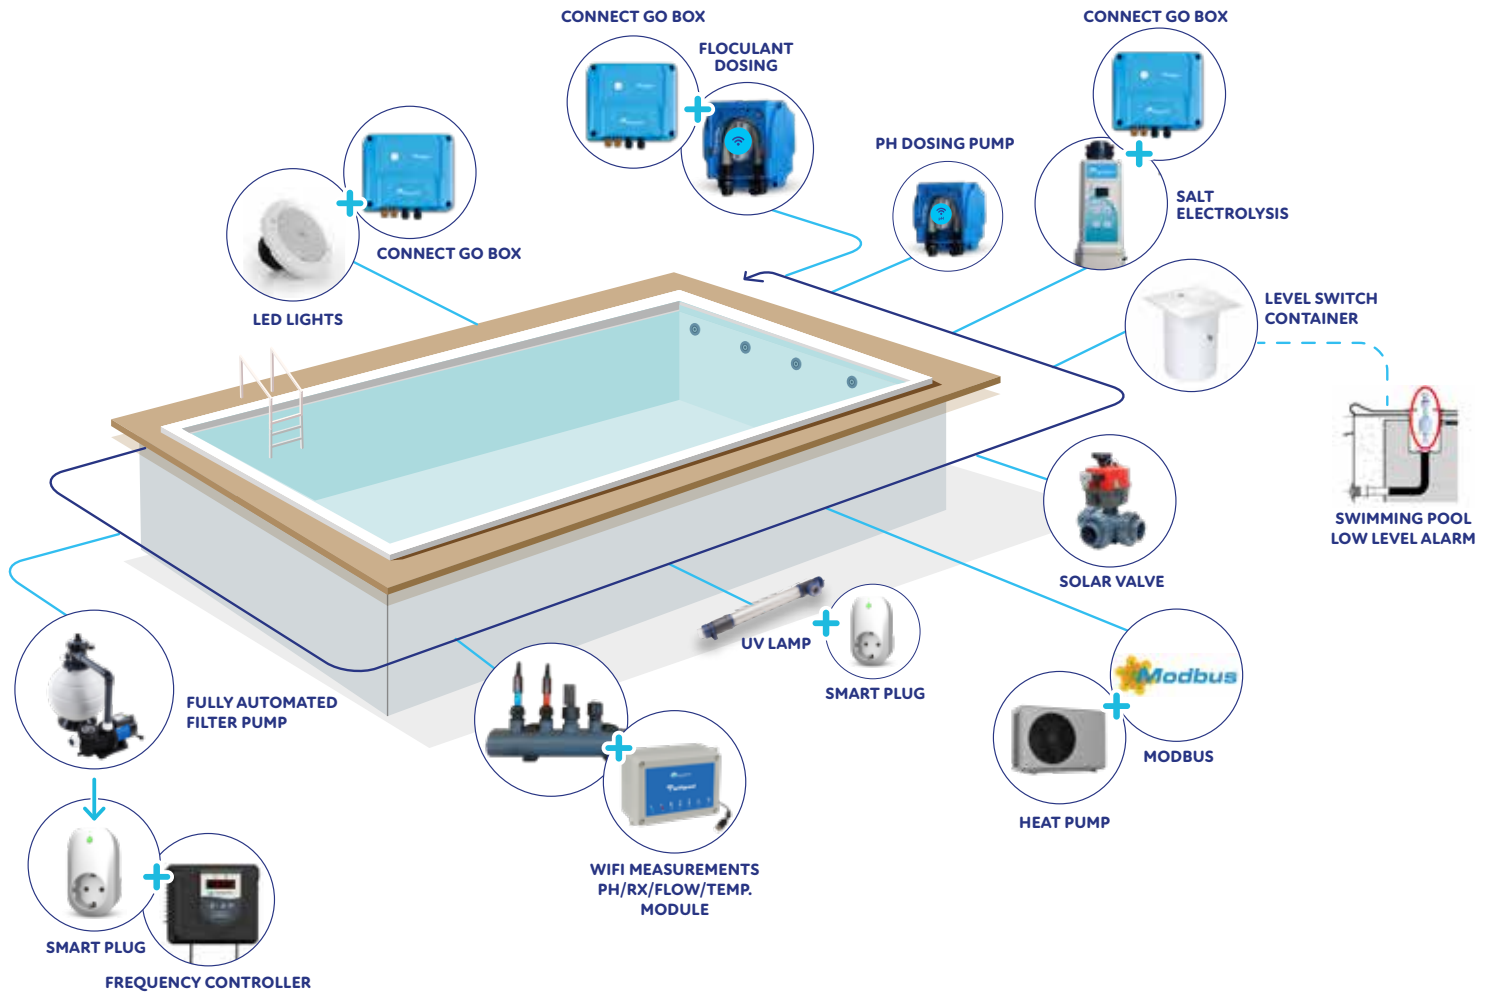 CONNECT GO BOX
FLOCULANT
DOSING
CONNECT GO BOX
PH DOSING PUMP
SALT
ELECTROLYSIS
CONNECT GO BOX
LED LIGHTS
LEVEL SWITCH
CONTAINER
SWIMMING POOL
LOW LEVEL ALARM
SOLAR VALVE
UV LAMP
SMART PLUG
Modbus
MODBUS
HEAT PUMP
FULLY AUTOMATED
FILTER PUMP
WIFI MEASUREMENTS
PH/RX/FLOW/TEMP.
MODULE
SMART PLUG
FREQUENCY CONTROLLER